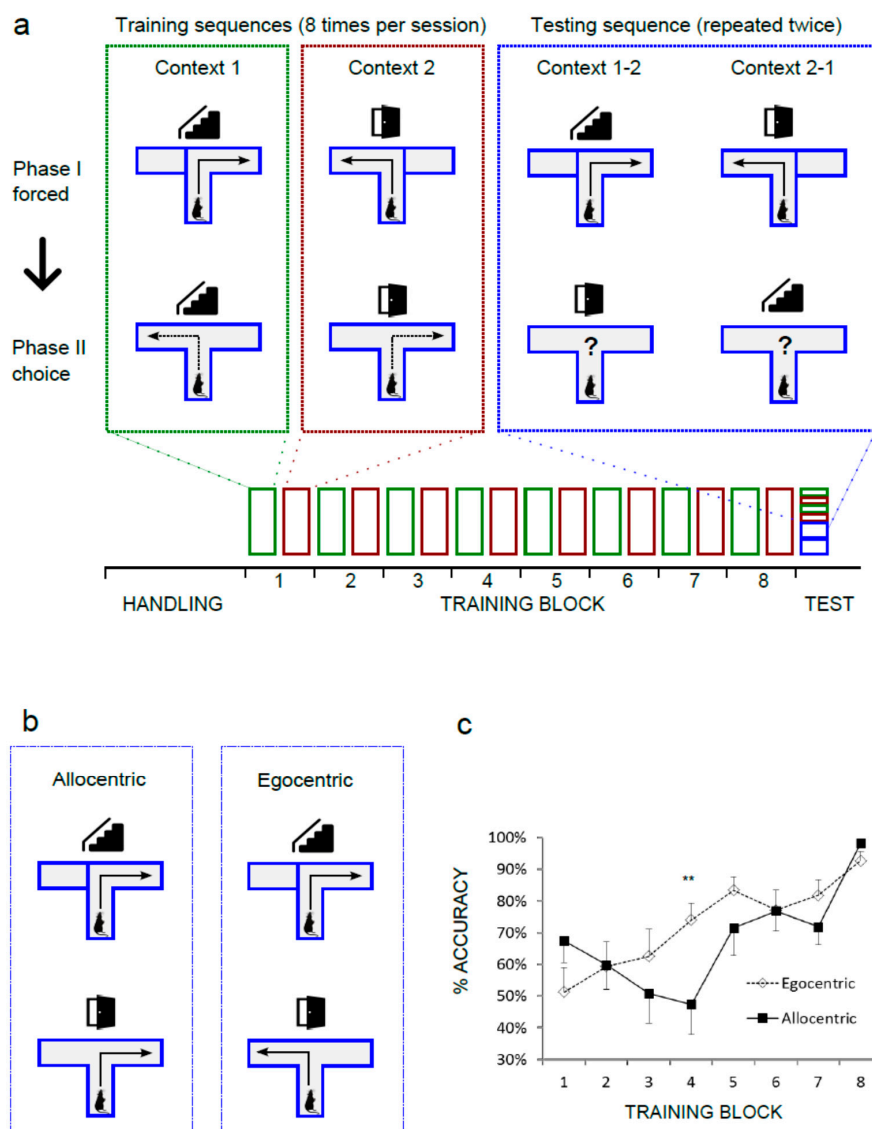 a
Training sequences (8 times per session)
Testing sequence (repeated twice)
Context 1
Context 2
Context 1-2
Context 2-1
Phase I
forced
Phase II
choice
?
?
1
2
3
4
5
6
7
8
HANDLING
TRAINING BLOCK
TEST
b
Allocentric
Egocentric
c
% ACCURACY
100%
90%
80%
70%
60%
50%
40%
30%
**
Egocentric
Allocentric
1
2
3
4
5
6
7
8
TRAINING BLOCK